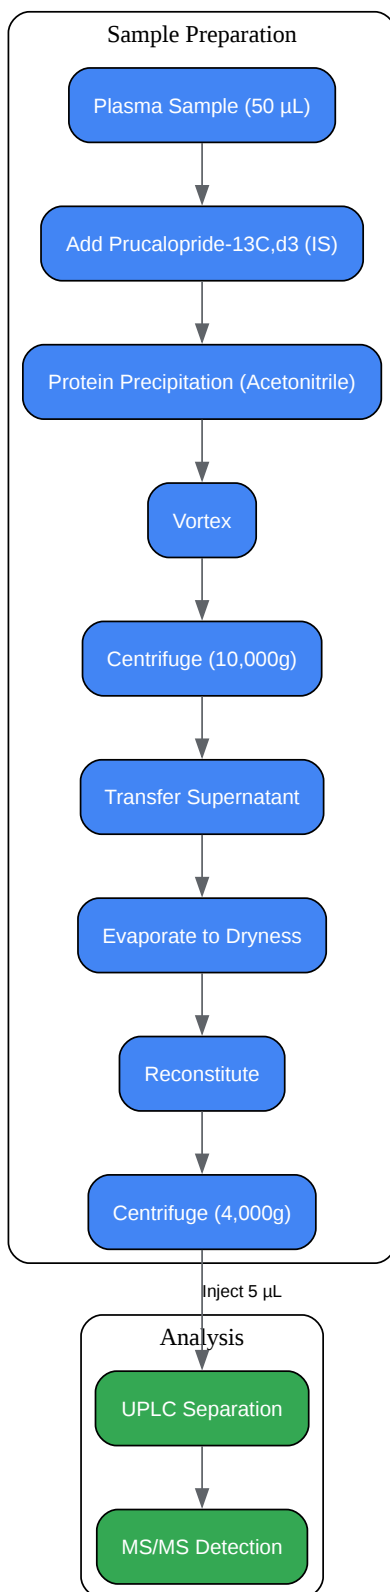 Sample Preparation
Plasma Sample (50 µL)
Add Prucalopride-13C,d3 (IS)
Protein Precipitation (Acetonitrile)
Vortex
Centrifuge (10,000g)
Transfer Supernatant
Evaporate to Dryness
Reconstitute
Centrifuge (4,000g)
Inject 5 µL
Analysis
UPLC Separation
MS/MS Detection